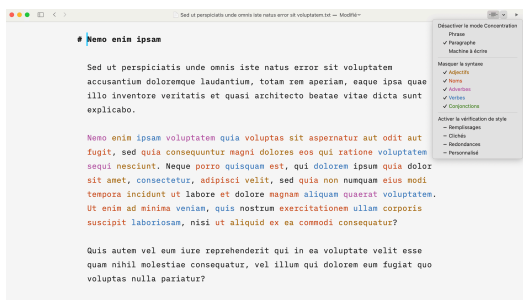 Sed ut perspiciatis unde omnis iste natus error sit voluptatem.txt — Modifié
# Nemo enim ipsam
Sed ut perspiciatis unde omnis iste natus error sit voluptatem
accusantium doloremque laudantium, totam rem aperiam, eaque ipsa quae
illo inventore veritatis et quasi architecto beatae vitae dicta sunt
explicabo.
Nemo enim ipsam voluptatem quia voluptas sit aspernatur aut odit aut
fugit, sed quia consequuntur magni dolores eos qui ratione voluptatem
sequi nesciunt. Neque porro quisquam est, qui dolorem ipsum quia dolor
sit amet, consectetur, adipisci velit, sed quia non numquam eius modi
tempora incidunt ut labore et dolore magnam aliquam quaerat voluptatem.
Ut enim ad minima veniam, quis nostrum exercitationem ullam corporis
suscipit laboriosam, nisi ut aliquid ex ea commodi consequatur?
Quis autem vel eum iure reprehenderit qui in ea voluptate velit esse
quam nihil molestiae consequatur, vel illum qui dolorem eum fugiat quo
voluptas nulla pariatur?
Désactiver le mode Concentration
Phrase
✓ Paragraphe
Machine à écrire
Masquer la syntaxe
✓ Adjectifs
✓ Noms
✓ Adverbes
✓ Verbes
✓ Conjonctions
Activer la vérification de style
– Remplissages
– Clichés
– Redondances
– Personnalisé